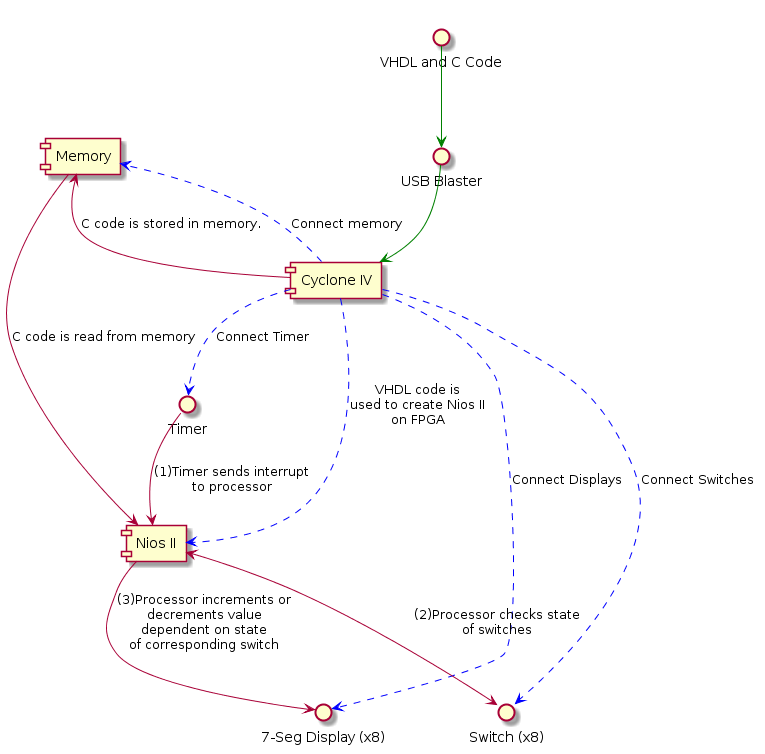 VHDL and C Code
Memory
USB Blaster
C code is stored in memory.
Connect memory
Cyclone IV
C code is read from memory
Connect Timer
VHDL code is
used to create Nios II
on FPGA
Timer
(1)Timer sends interrupt
to processor
Connect Displays
Connect Switches
Nios II
(3)Processor increments or
decrements value
dependent on state
of corresponding switch
(2)Processor checks state
of switches
7-Seg Display (x8)
Switch (x8)